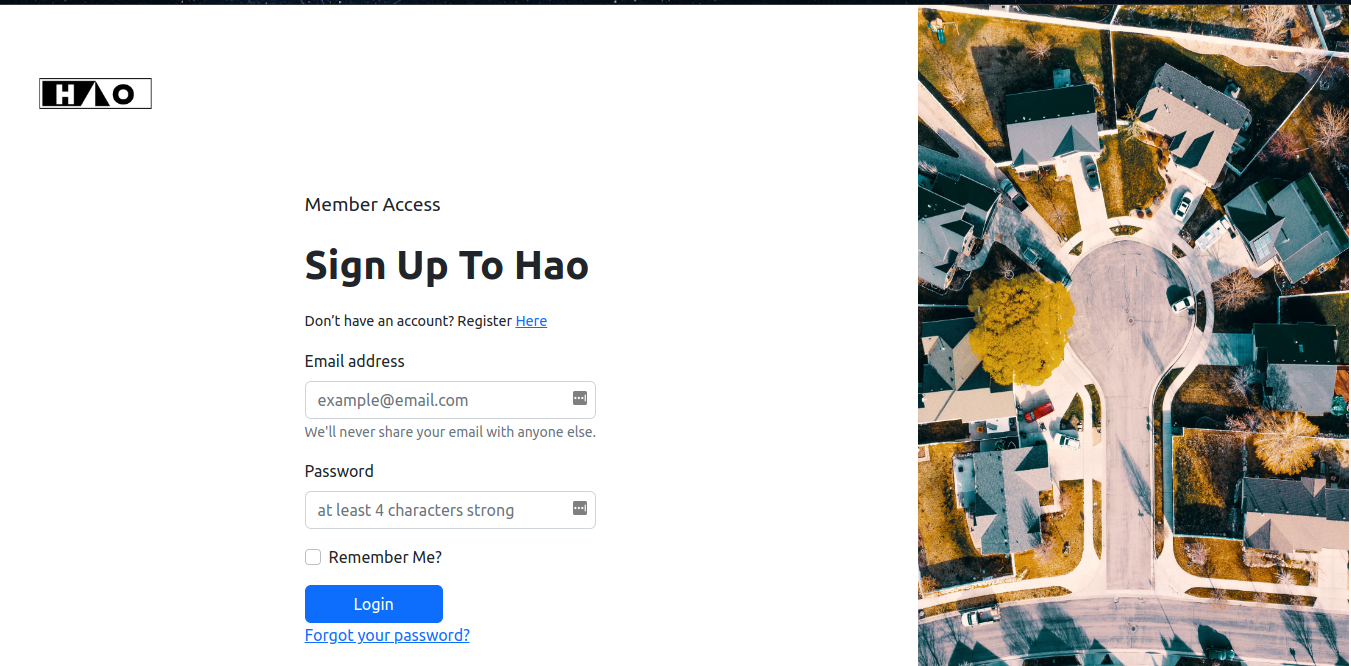 HAO
Member Access
Sign Up To Hao
Don’t have an account? Register Here
Email address
example@email.com
We'll never share your email with anyone else.
Password
at least 4 characters strong
Remember Me?
Login
Forgot your password?